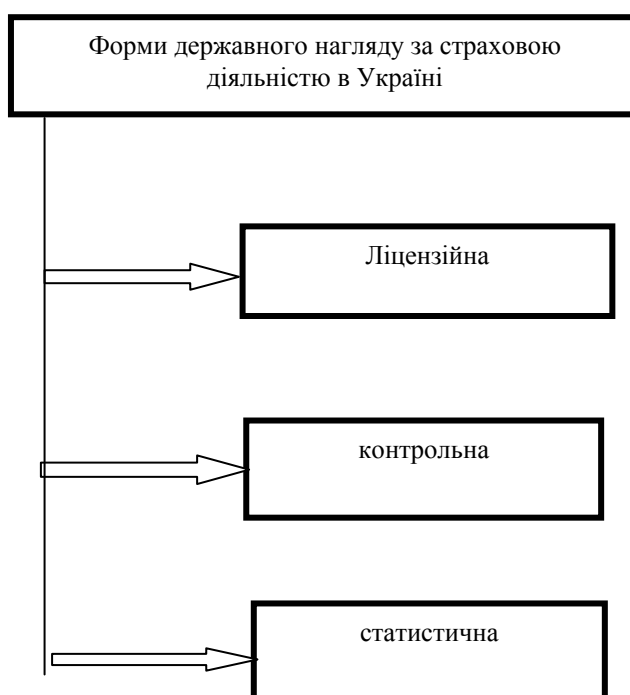 Форми державного нагляду за страховою
діяльністю в Україні
Ліцензійна
контрольна
статистична